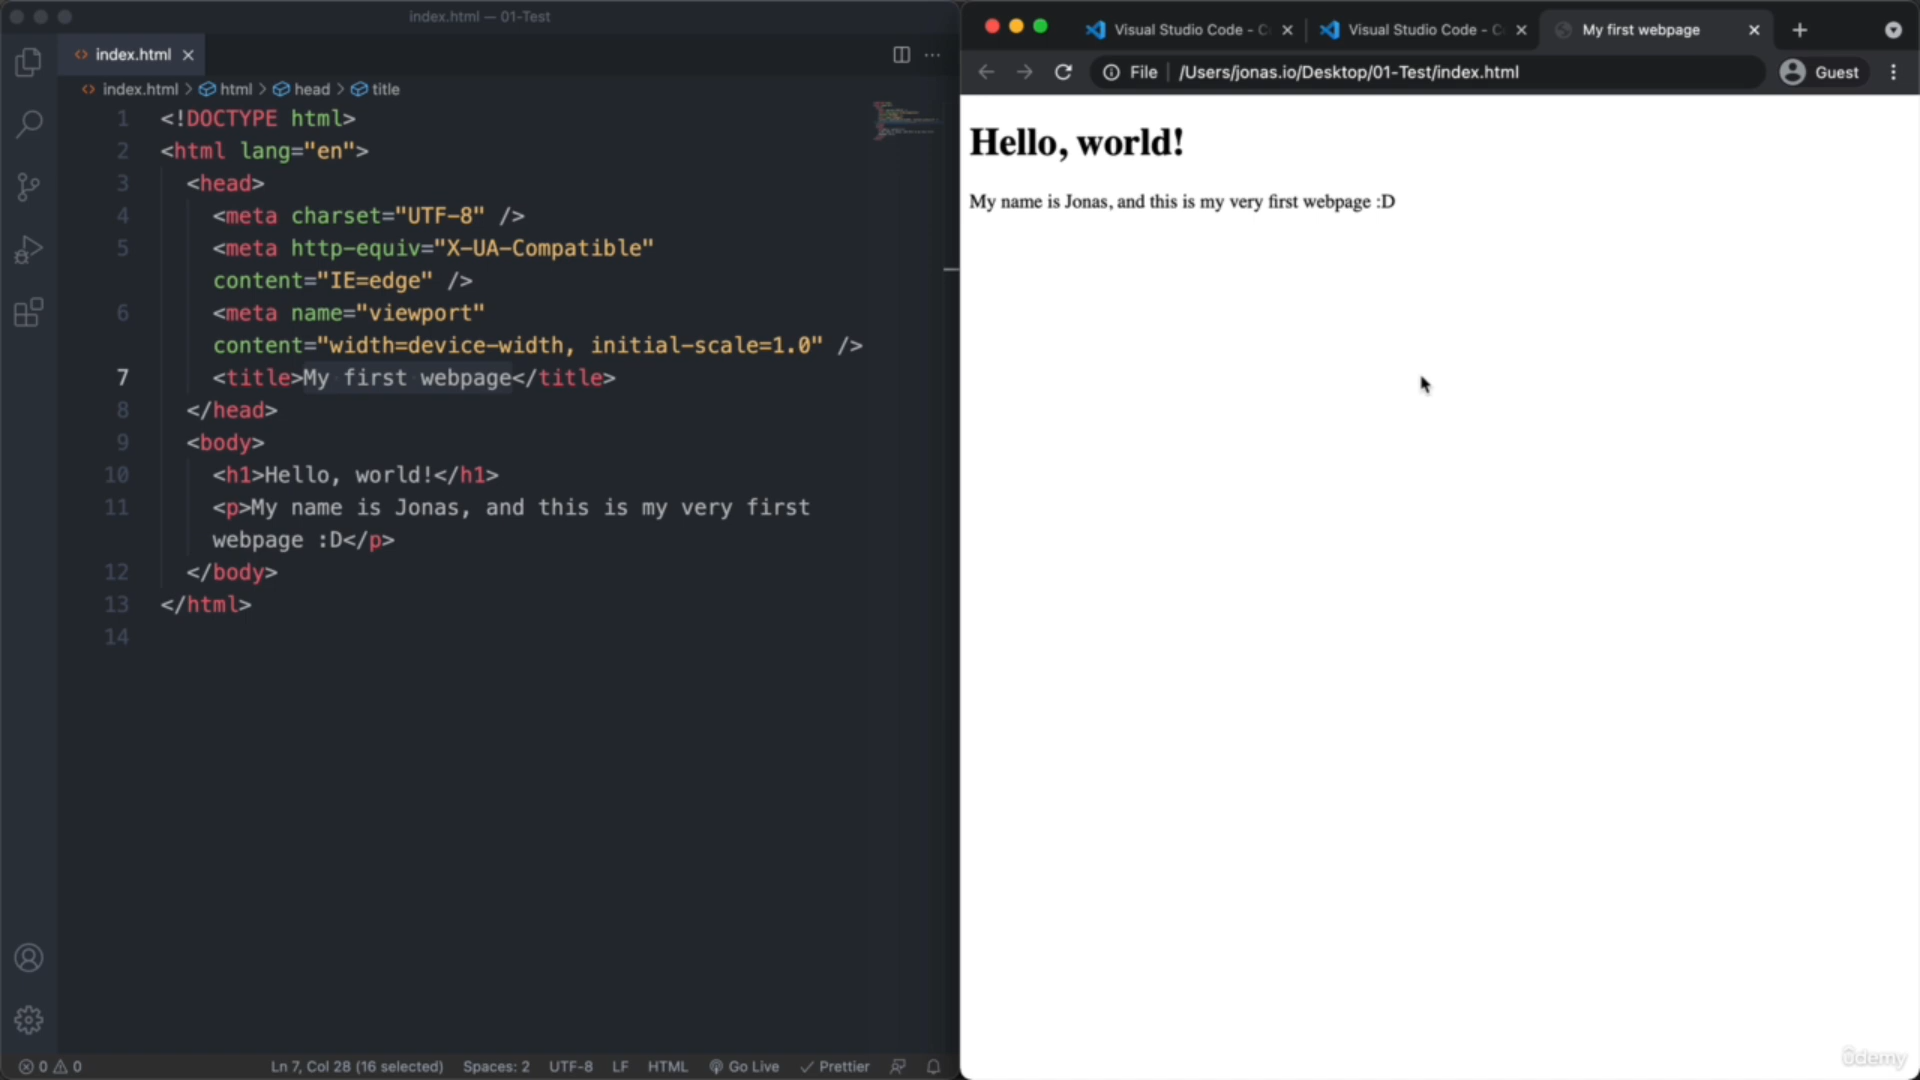 index.html — 01-Test
index.html
index.html > html > head > title
1 <!DOCTYPE html>
2 <html lang="en">
3 <head>
4 <meta charset="UTF-8" />
5 <meta http-equiv="X-UA-Compatible"
content="IE=edge" />
6 <meta name="viewport"
content="width=device-width, initial-scale=1.0" />
7 <title>My first webpage</title>
8 </head>
9 <body>
10 <h1>Hello, world!</h1>
11 <p>My name is Jonas, and this is my very first
webpage :D</p>
12 </body>
13 </html>
14
0 0 Ln 7, Col 28 (16 selected) Spaces: 2 UTF-8 LF HTML Go Live Prettier
Visual Studio Code - Visual Studio Code - My first webpage
File /Users/jonas.io/Desktop/01-Test/index.html Guest
Hello, world!
My name is Jonas, and this is my very first webpage :D
ûdemy